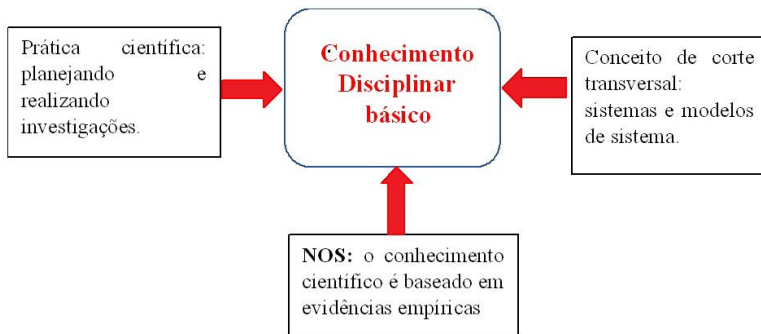 Prática científica:
planejando e
realizando
investigações.
Conhecimento
Disciplinar
básico
Conceito de corte
transversal:
sistemas e modelos
de sistema.
NOS: o conhecimento
científico é baseado em
evidências empíricas